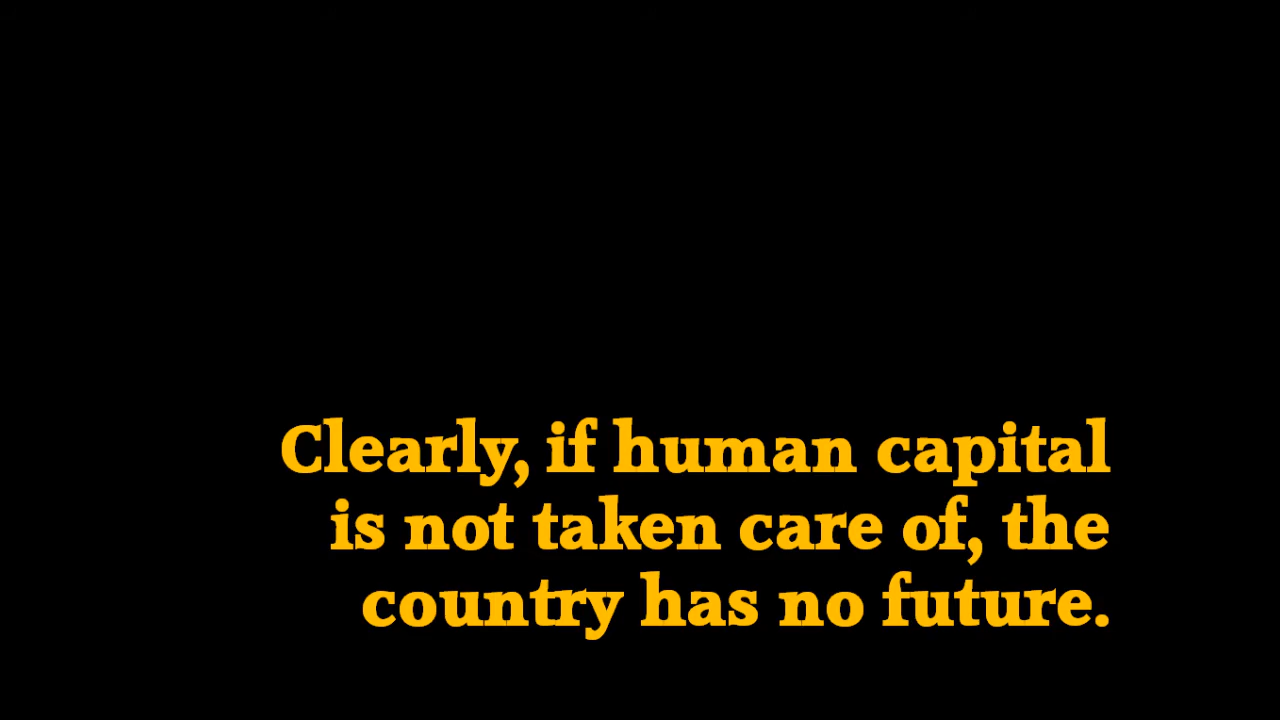 Clearly, if human capital
is not taken care of, the
country has no future.